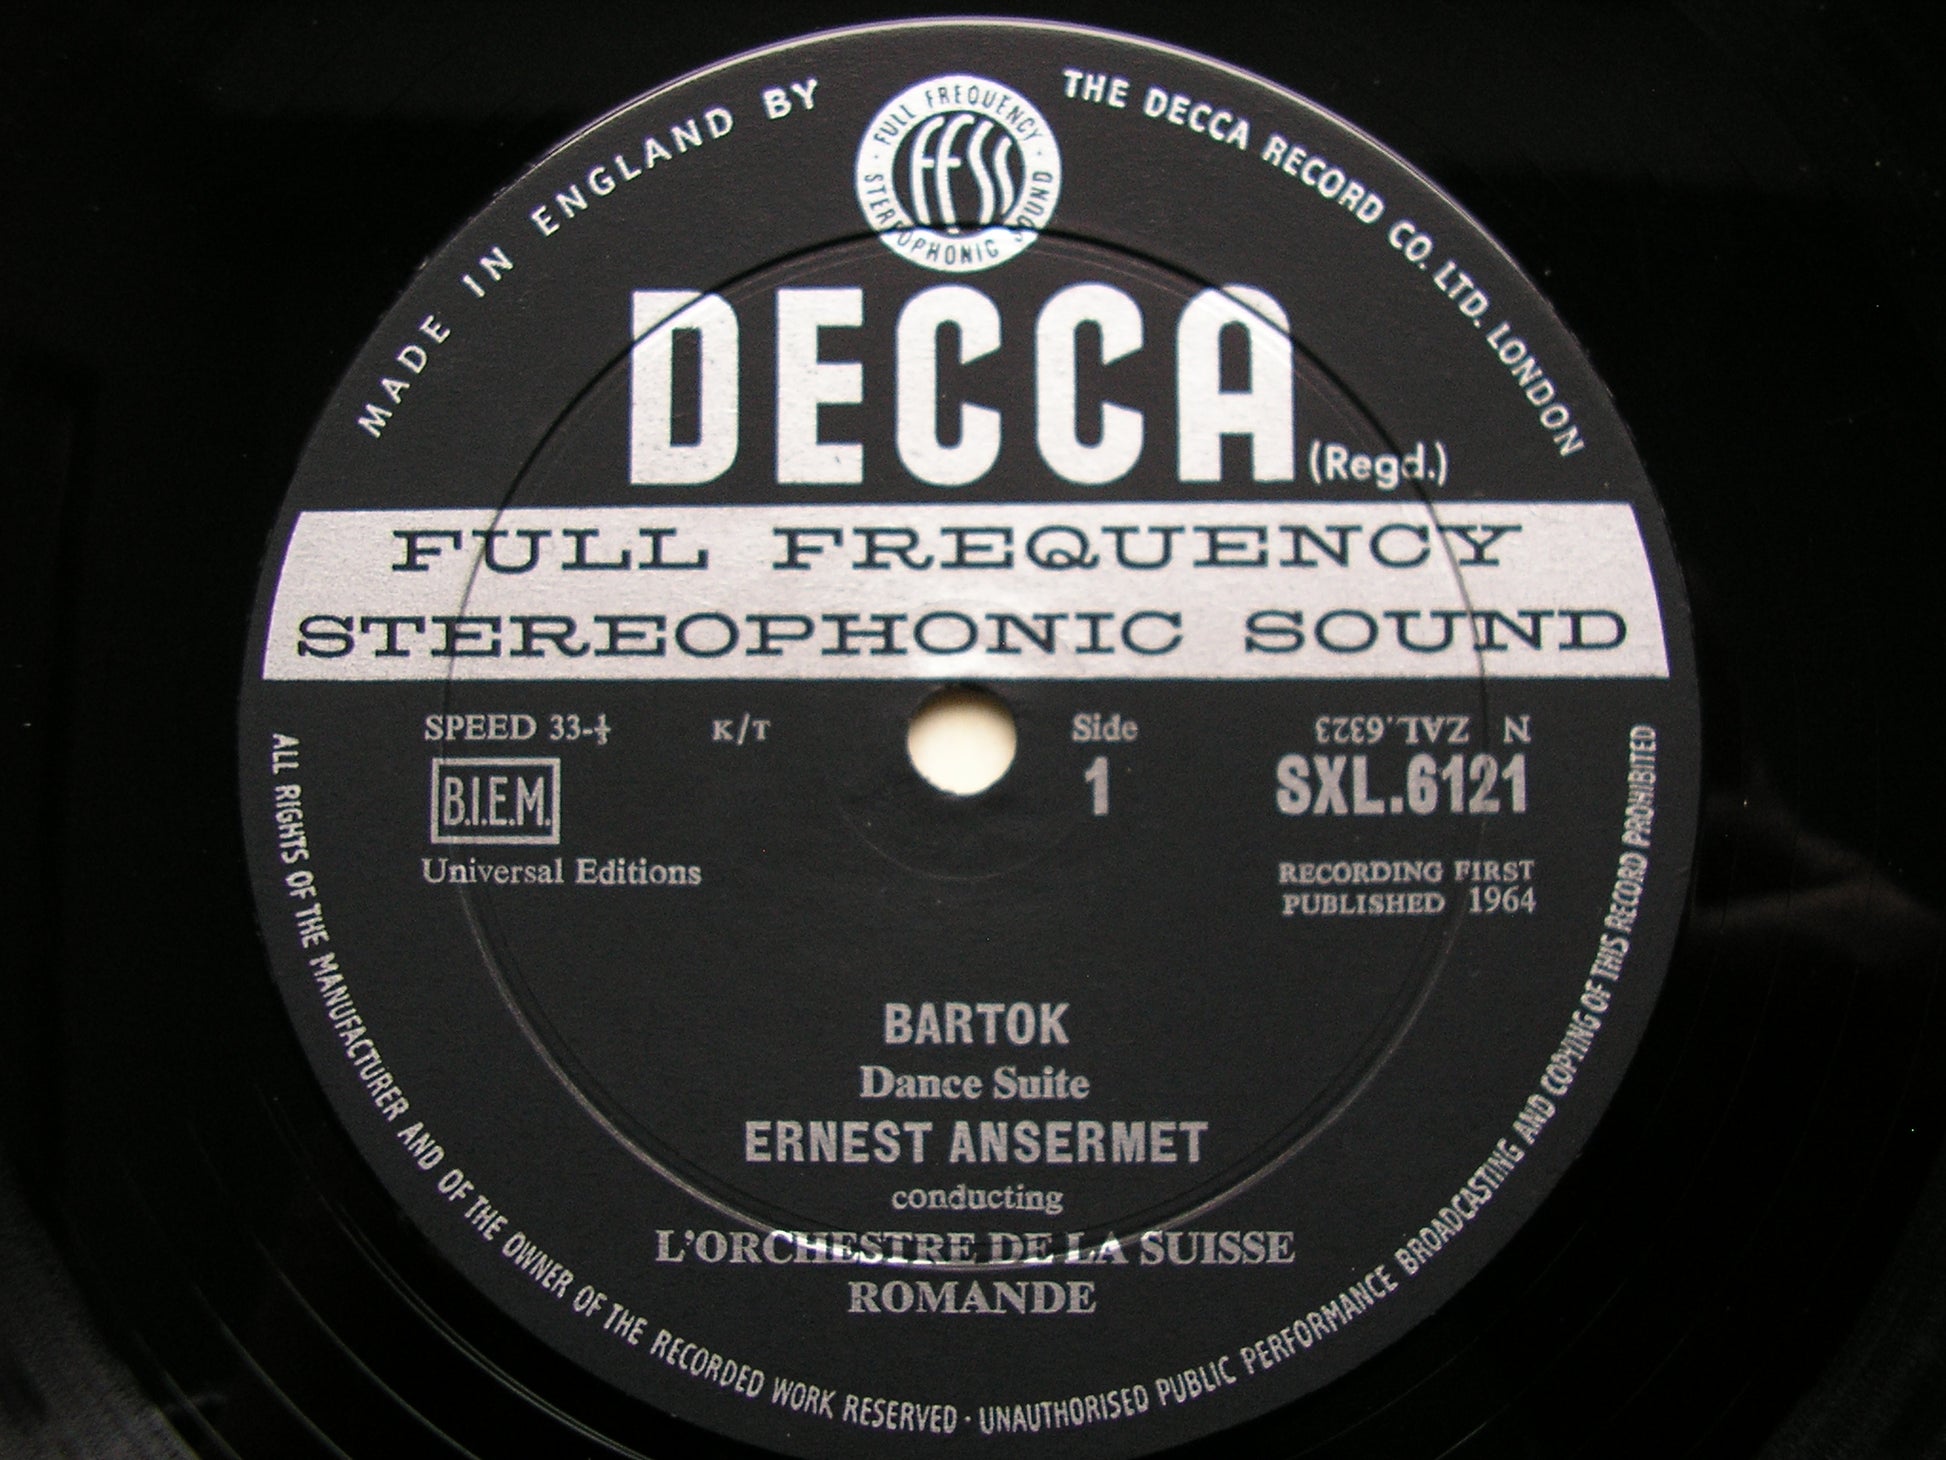 MADE IN ENGLAND BY THE DECCA RECORD CO. LTD. LONDON
FULL FREQUENCY
FFSS
STEREOPHONIC SOUND
DECCA (Regd.)
FULL FREQUENCY
STEREOPHONIC SOUND
SPEED 33-⅓ K/T Side N ZAL.6323
B.I.E.M. 1 SXL.6121
Universal Editions RECORDING FIRST
PUBLISHED 1964
BARTOK
Dance Suite
ERNEST ANSERMET
conducting
L'ORCHESTRE DE LA SUISSE
ROMANDE
ALL RIGHTS OF THE MANUFACTURER AND OF THE OWNER OF THE RECORDED WORK RESERVED · UNAUTHORISED PUBLIC PERFORMANCE BROADCASTING AND COPYING OF THIS RECORD PROHIBITED